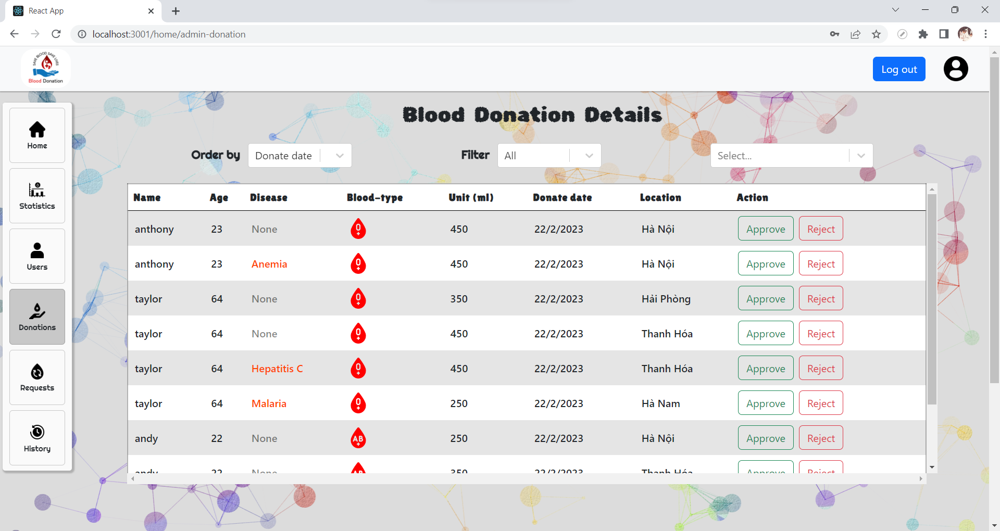 React App
localhost:3001/home/admin-donation
SAVE BLOOD SAVE LIVES
Blood Donation
Log out
Blood Donation Details
Home
Statistics
Users
Donations
Requests
History
Order by Donate date Filter All Select...
Name Age Disease Blood-type Unit (ml) Donate date Location Action
anthony 23 None O+ 450 22/2/2023 Hà Nội Approve Reject
anthony 23 Anemia O+ 450 22/2/2023 Hà Nội Approve Reject
taylor 64 None O+ 350 22/2/2023 Hải Phòng Approve Reject
taylor 64 None O+ 450 22/2/2023 Thanh Hóa Approve Reject
taylor 64 Hepatitis C O+ 450 22/2/2023 Thanh Hóa Approve Reject
taylor 64 Malaria O+ 250 22/2/2023 Hà Nam Approve Reject
andy 22 None AB+ 250 22/2/2023 Hà Nội Approve Reject
andy 22 None AB 350 22/2/2023 Thanh Hóa Approve Reject